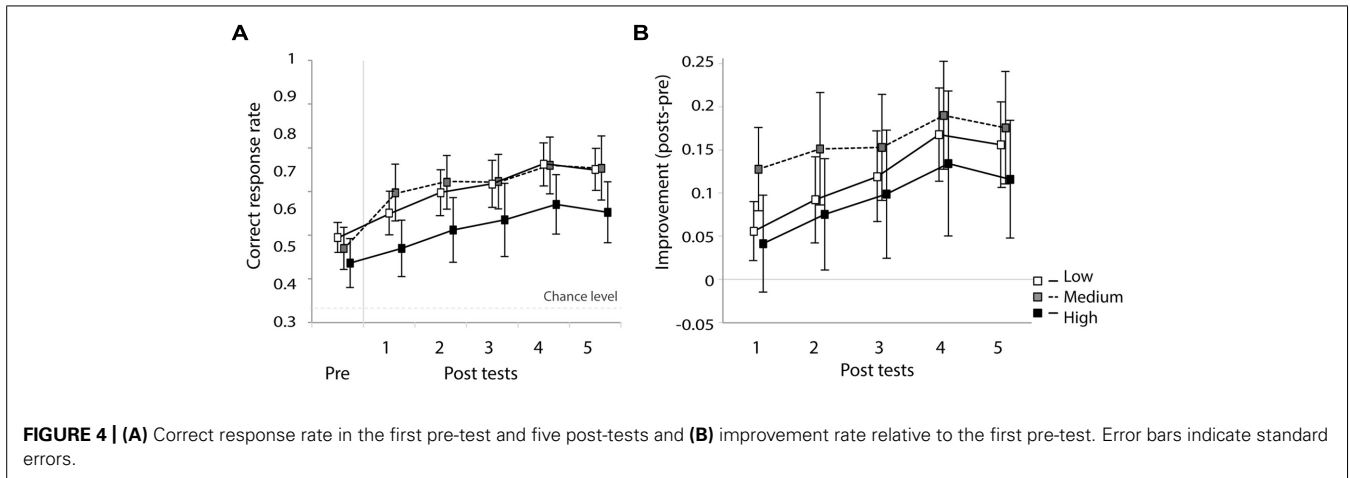 A
B
1
0.9
0.8
0.7
0.6
0.5
0.4
0.3
Correct response rate
Chance level
1 2 3 4 5
Pre Post tests
0.25
0.2
0.15
0.1
0.05
0
-0.05
Improvement (posts-pre)
1 2 3 4 5
Post tests
Low
Medium
High
FIGURE 4 | (A) Correct response rate in the first pre-test and five post-tests and (B) improvement rate relative to the first pre-test. Error bars indicate standard
errors.